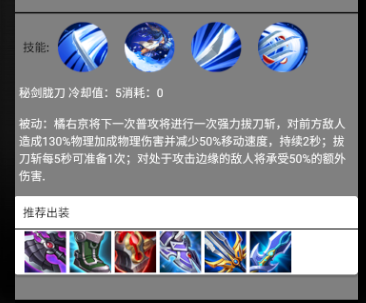 技能:
秘剑胧刀 冷却值：5消耗：0
被动：橘右京将下一次普攻将进行一次强力拔刀斩，对前方敌人
造成130%物理加成物理伤害并减少50%移动速度，持续2秒；拔
刀斩每5秒可准备1次；对处于攻击边缘的敌人将承受50%的额外
伤害.
推荐出装